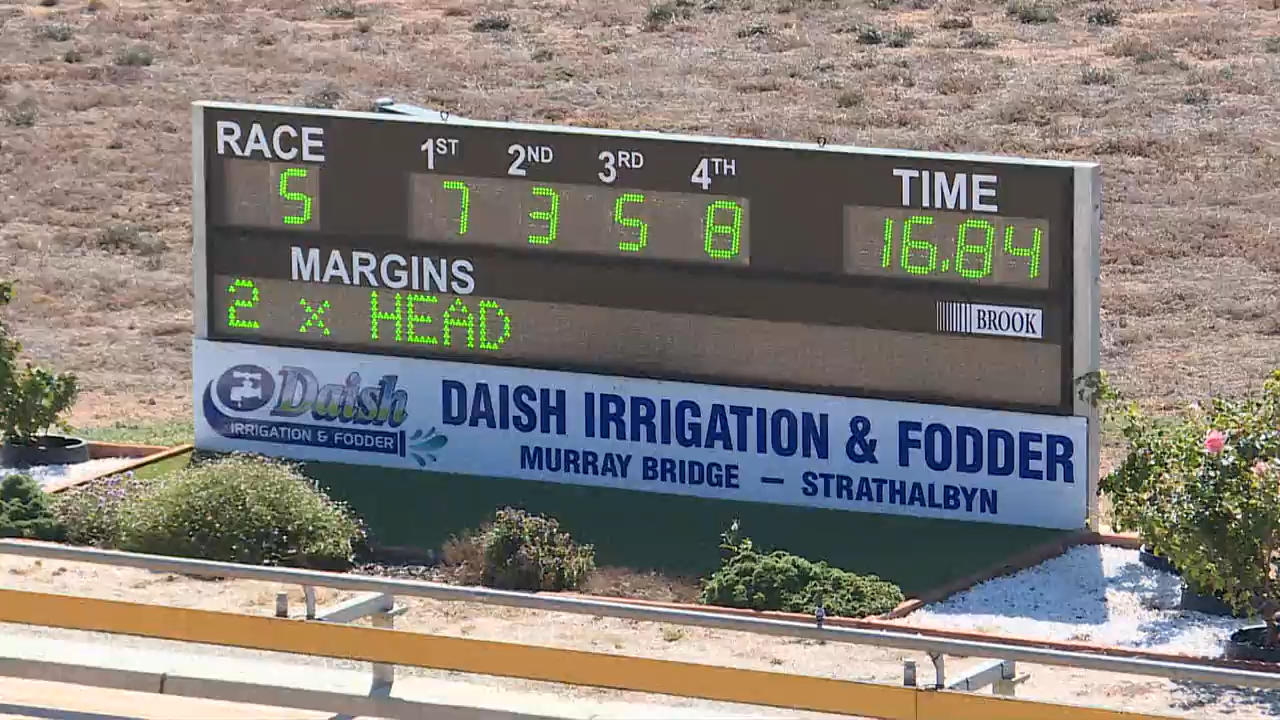 RACE 1ST 2ND 3RD 4TH TIME
5 7 3 5 8 16.84
MARGINS
2 x HEAD
BROOK
Daish
IRRIGATION & FODDER
DAISH IRRIGATION & FODDER
MURRAY BRIDGE – STRATHALBYN